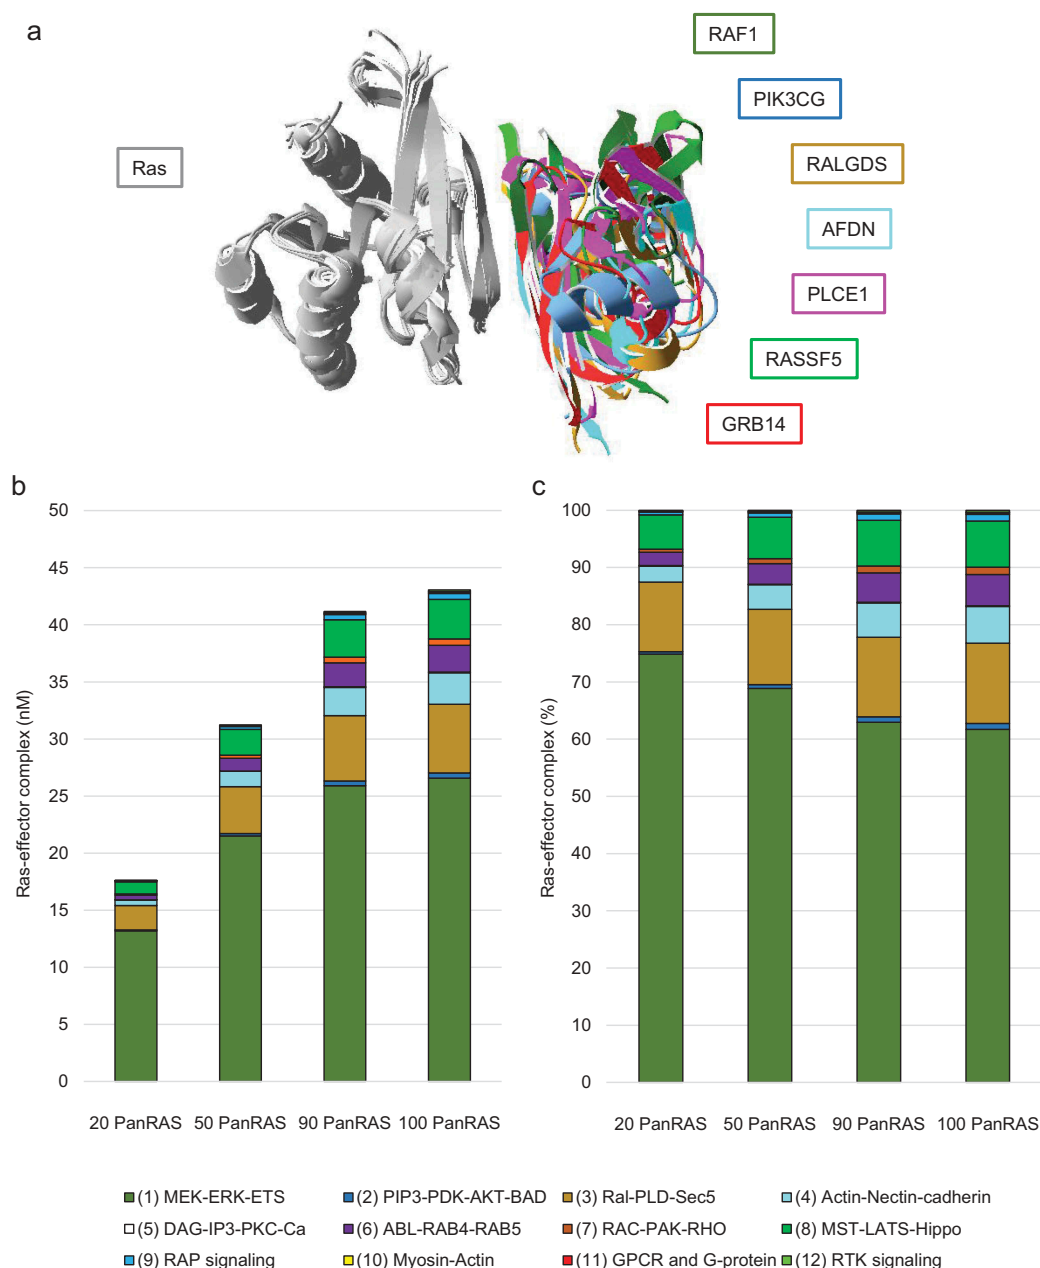 a
RAF1
PIK3CG
Ras
RALGDS
AFDN
PLCE1
RASSF5
GRB14
b
c
50
45
40
35
30
25
20
15
10
5
0
Ras-effector complex (nM)
20 PanRAS 50 PanRAS 90 PanRAS 100 PanRAS
100
90
80
70
60
50
40
30
20
10
0
Ras-effector complex (%)
20 PanRAS 50 PanRAS 90 PanRAS 100 PanRAS
(1) MEK-ERK-ETS (2) PIP3-PDK-AKT-BAD (3) Ral-PLD-Sec5 (4) Actin-Nectin-cadherin
(5) DAG-IP3-PKC-Ca (6) ABL-RAB4-RAB5 (7) RAC-PAK-RHO (8) MST-LATS-Hippo
(9) RAP signaling (10) Myosin-Actin (11) GPCR and G-protein (12) RTK signaling